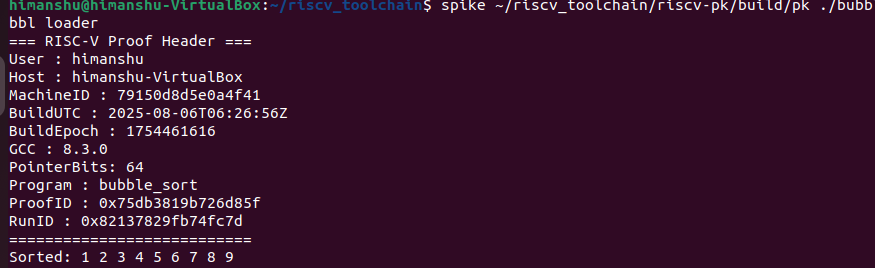 himanshu@himanshu-VirtualBox:~/riscv_toolchain$ spike ~/riscv_toolchain/riscv-pk/build/pk ./bubb
bbl loader
=== RISC-V Proof Header ===
User : himanshu
Host : himanshu-VirtualBox
MachineID : 79150d8d5e0a4f41
BuildUTC : 2025-08-06T06:26:56Z
BuildEpoch : 1754461616
GCC : 8.3.0
PointerBits: 64
Program : bubble_sort
ProofID : 0x75db3819b726d85f
RunID : 0x82137829fb74fc7d
===========================
Sorted: 1 2 3 4 5 6 7 8 9